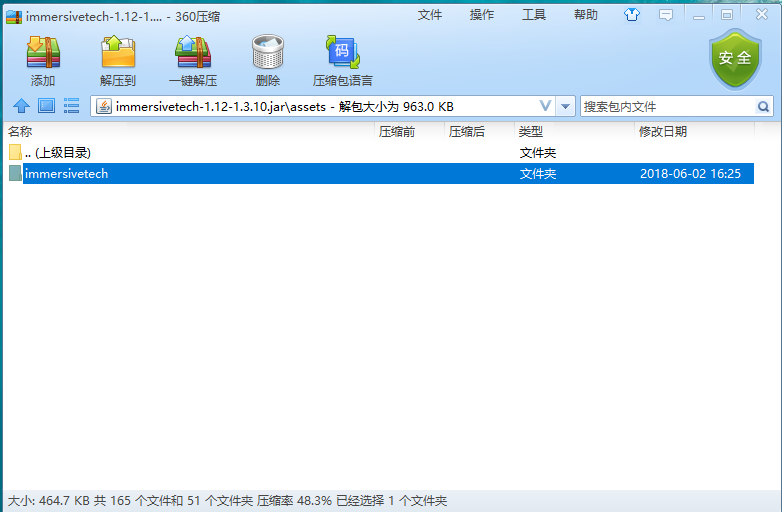 immersivetech-1.12-1.... - 360压缩 文件 操作 工具 帮助
添加 解压到 一键解压 删除 码 压缩包语言 安全
immersivetech-1.12-1.3.10.jar\assets - 解包大小为 963.0 KB 搜索包内文件
名称 压缩前 压缩后 类型 修改日期
.. (上级目录) 文件夹
immersivetech 文件夹 2018-06-02 16:25
大小: 464.7 KB 共 165 个文件和 51 个文件夹 压缩率 48.3% 已经选择 1 个文件夹